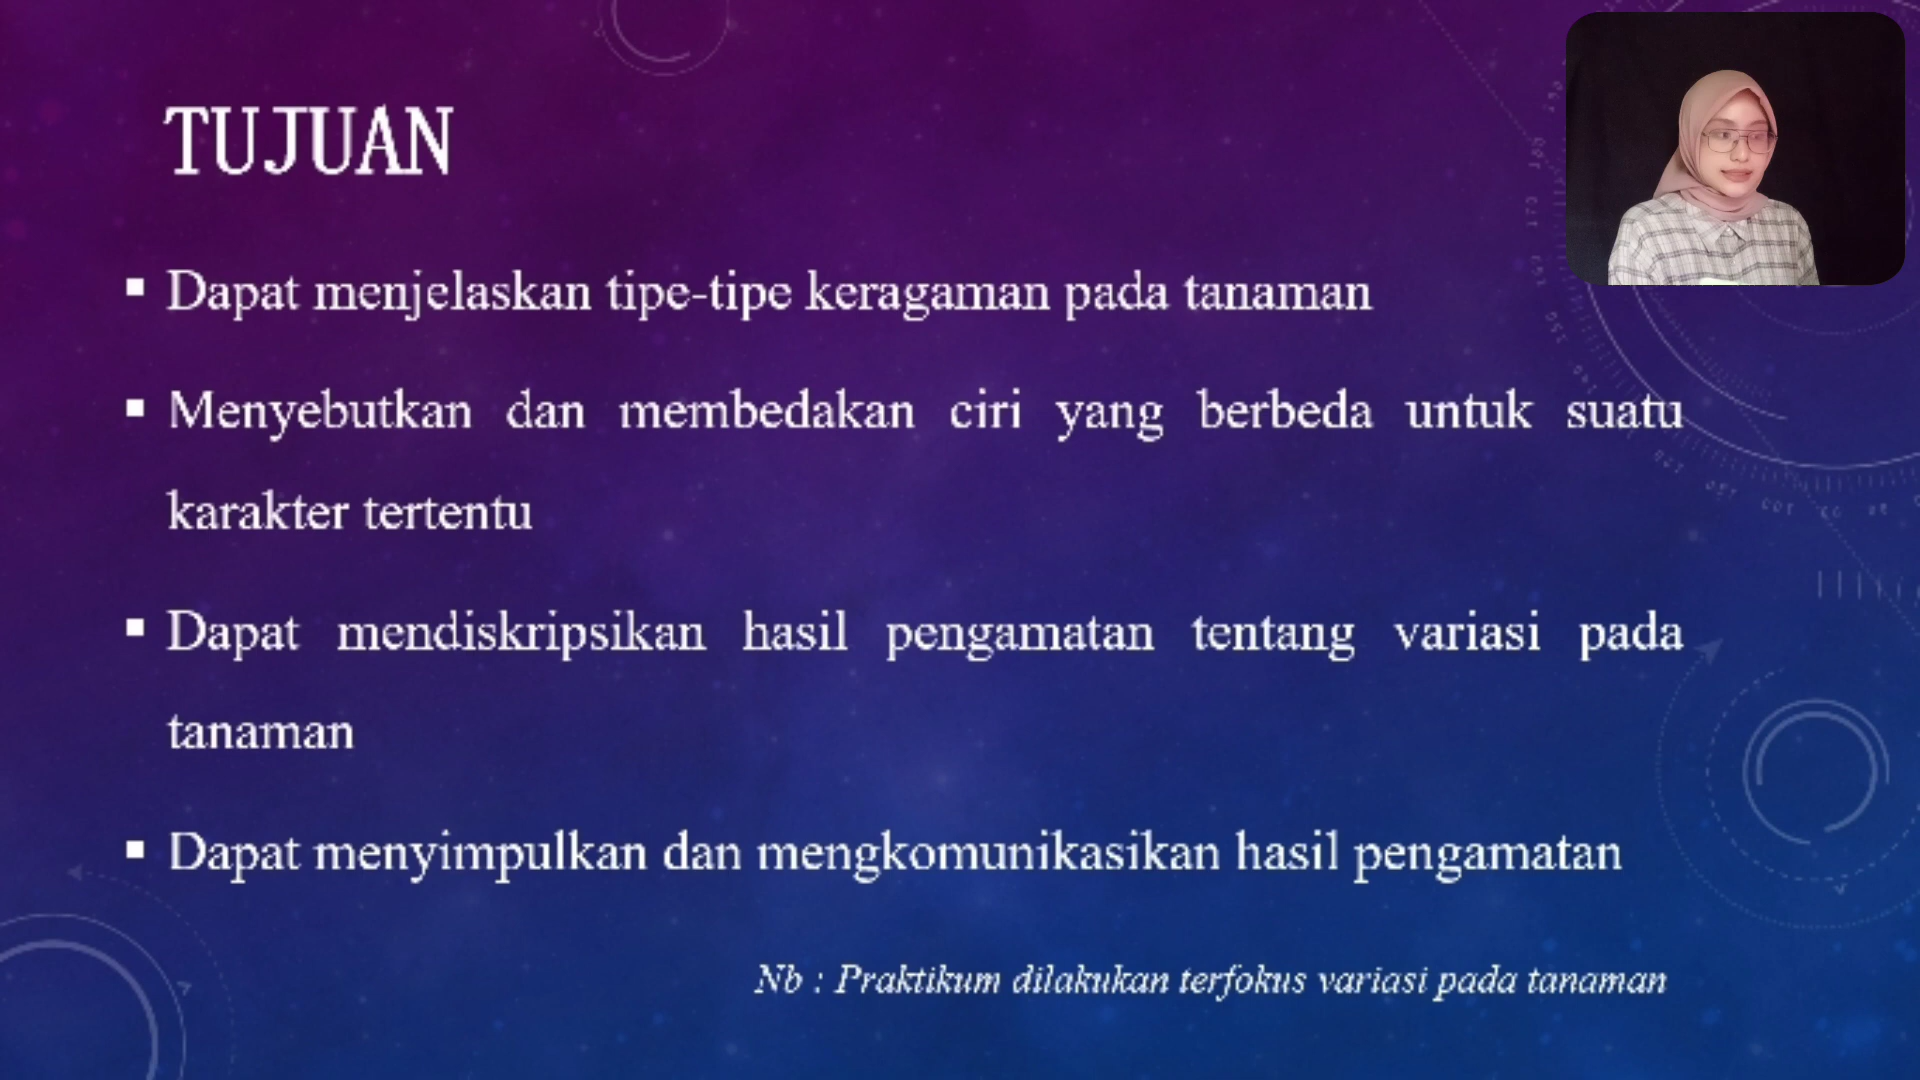 TUJUAN
▪ Dapat menjelaskan tipe-tipe keragaman pada tanaman
▪ Menyebutkan dan membedakan ciri yang berbeda untuk suatu
karakter tertentu
▪ Dapat mendiskripsikan hasil pengamatan tentang variasi pada
tanaman
▪ Dapat menyimpulkan dan mengkomunikasikan hasil pengamatan
Nb : Praktikum dilakukan terfokus variasi pada tanaman